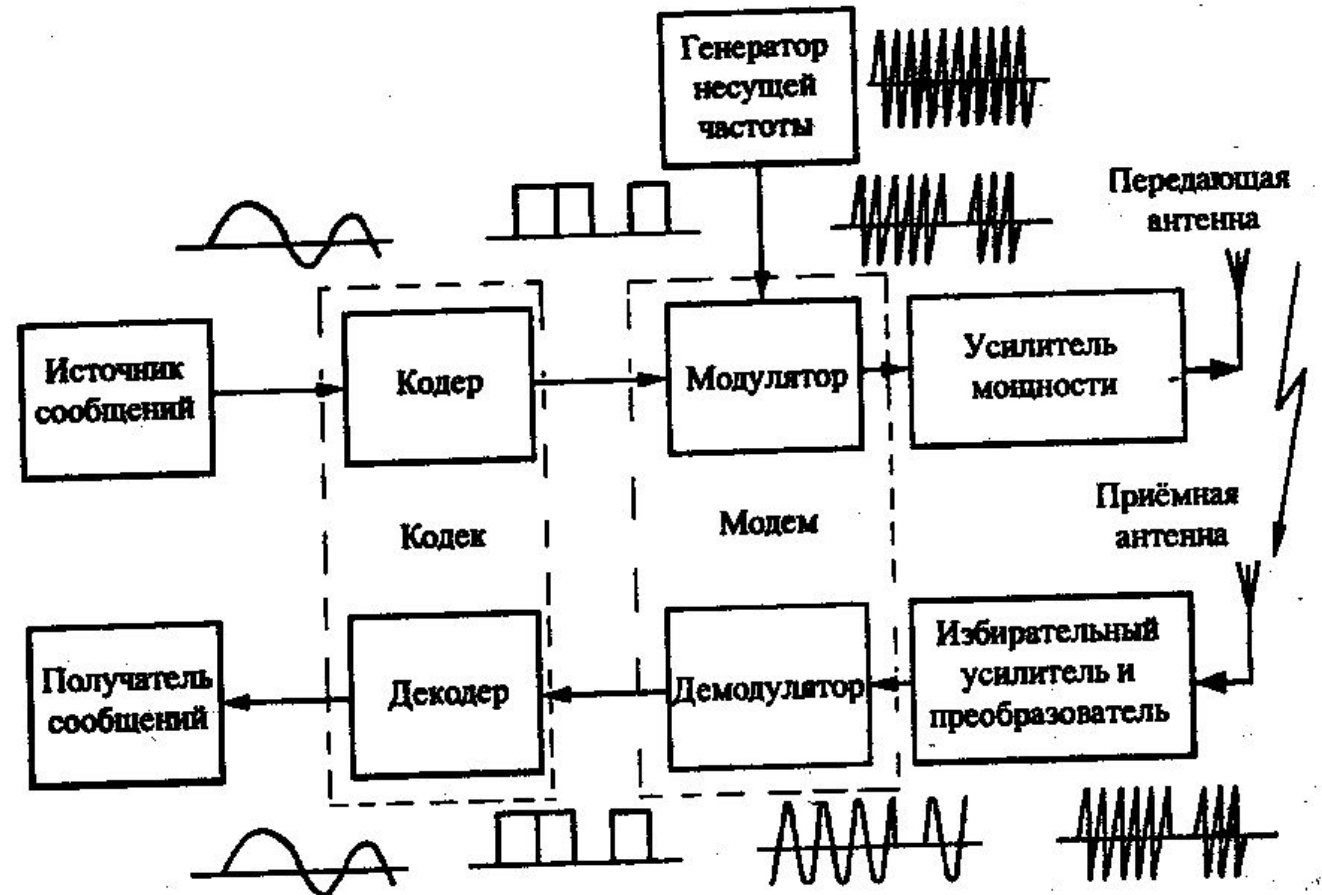 Генератор
несущей
частоты
Передающая
антенна
Источник
сообщений
Кодер
Модулятор
Усилитель
мощности
Кодек
Модем
Приёмная
антенна
Получатель
сообщений
Декодер
Демодулятор
Избирательный
усилитель и
преобразователь